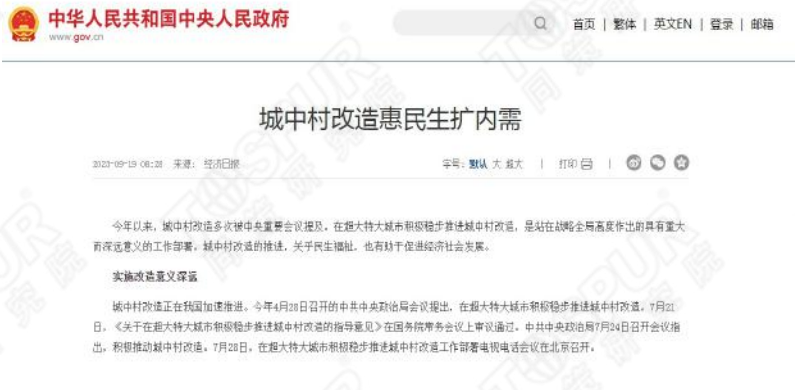 中华人民共和国中央人民政府
www.gov.cn
首页 | 繁体 | 英文EN | 登录 | 邮箱
城中村改造惠民生扩内需
2023-09-19 08:28 来源： 经济日报
字号：默认 大 超大 | 打印 |
今年以来，城中村改造多次被中央重要会议提及。在超大特大城市积极稳步推进城中村改造，是站在战略全局高度作出的具有重大
而深远意义的工作部署。城中村改造的推进，关乎民生福祉，也有助于促进经济社会发展。
实施改造意义深远
城中村改造正在我国加速推进。今年4月28日召开的中共中央政治局会议提出，在超大特大城市积极稳步推进城中村改造。7月21
日，《关于在超大特大城市积极稳步推进城中村改造的指导意见》在国务院常务会议上审议通过。中共中央政治局7月24日召开会议指
出，积极推动城中村改造。7月28日，在超大特大城市积极稳步推进城中村改造工作部署电视电话会议在北京召开。
TOSPUR
同策研究院